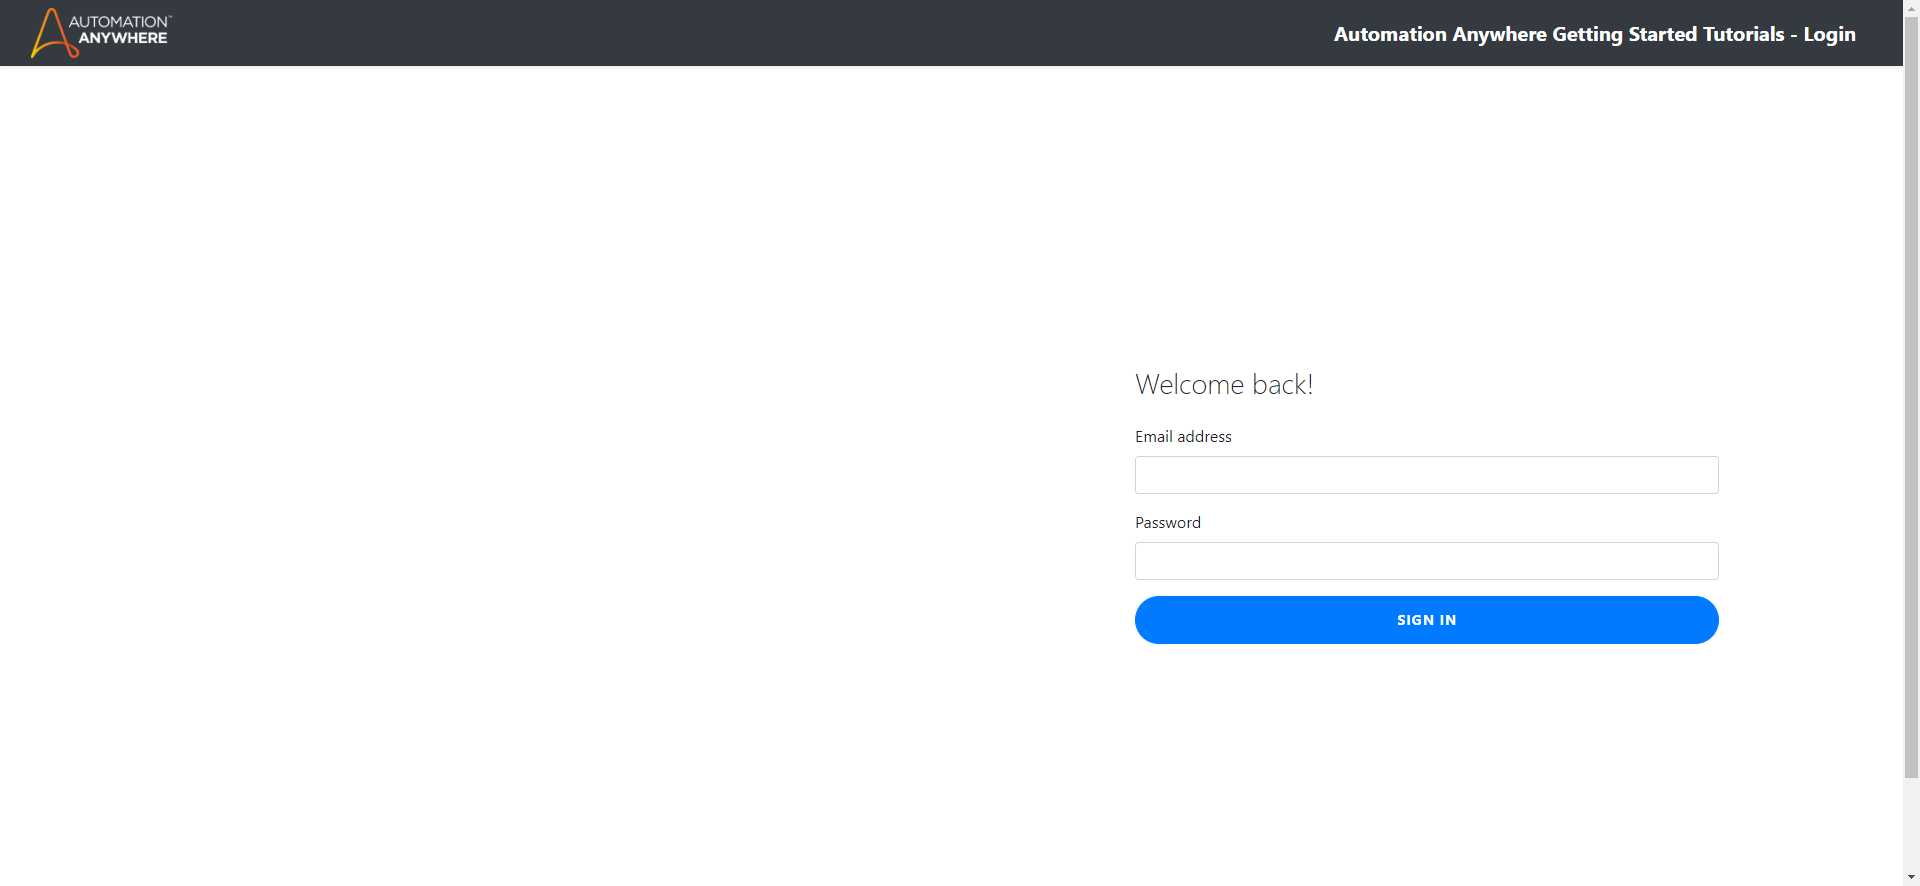 AUTOMATION™
ANYWHERE
Automation Anywhere Getting Started Tutorials - Login
Welcome back!
Email address
Password
SIGN IN